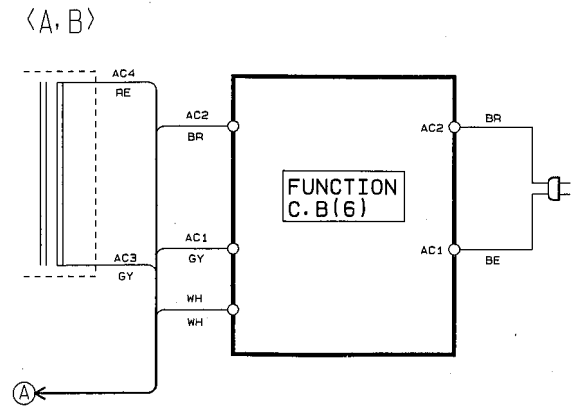 〈A,B〉
AC4
RE
AC2
BR
AC2
BR
FUNCTION
C.B(6)
AC1
GY
AC1
BE
AC3
GY
WH
WH
A